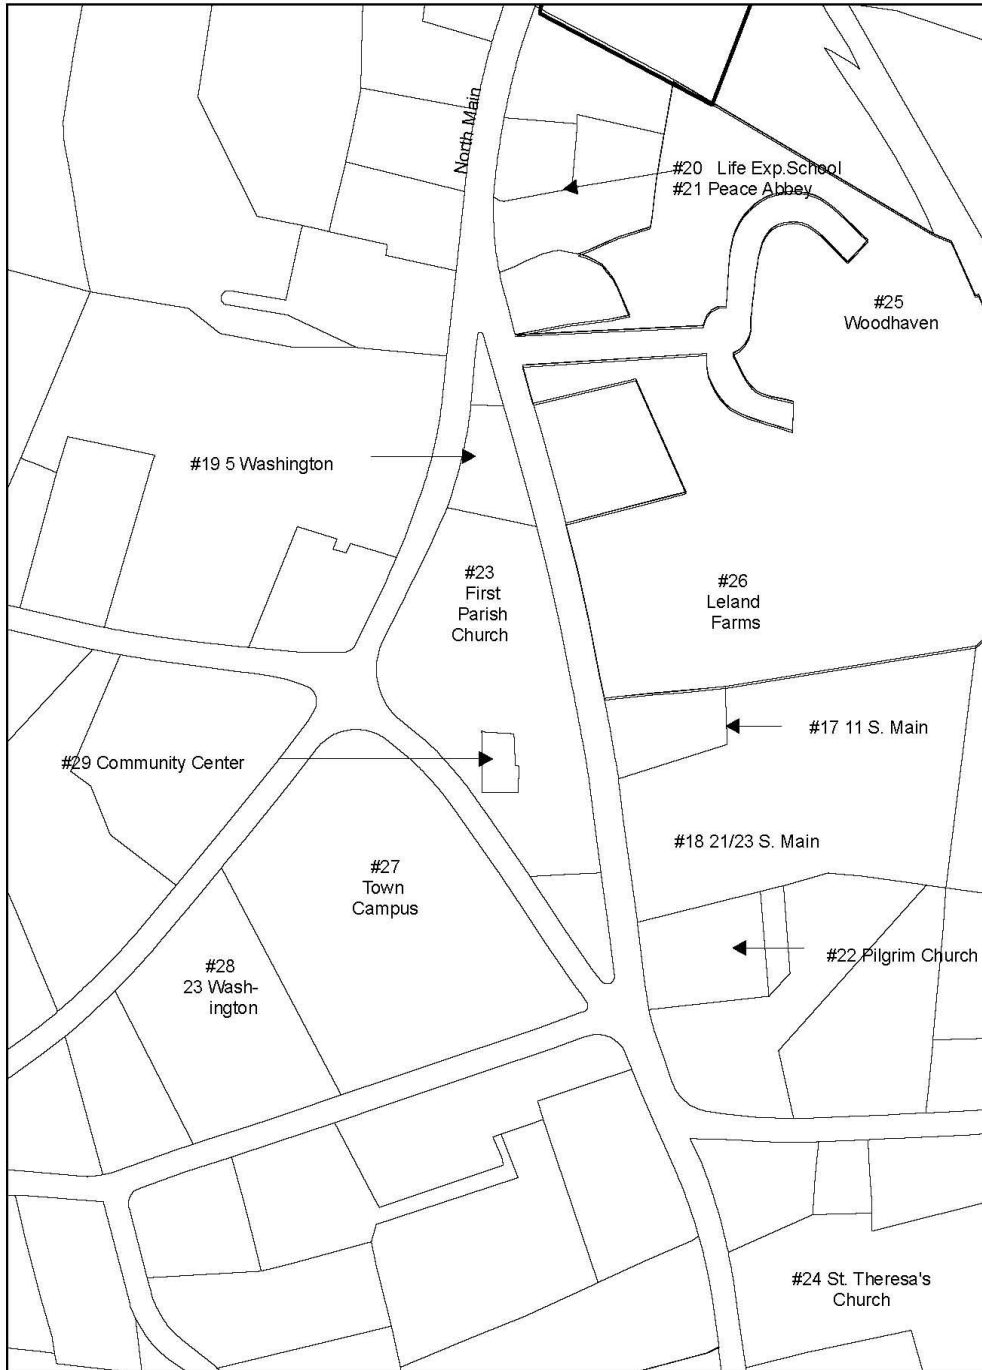 North Main
#20 Life Exp.School
#21 Peace Abbey
#25
Woodhaven
#19 5 Washington
#23
First
Parish
Church
#26
Leland
Farms
#17 11 S. Main
#29 Community Center
#18 21/23 S. Main
#27
Town
Campus
#22 Pilgrim Church
#28
23 Wash-
ington
#24 St. Theresa's
Church